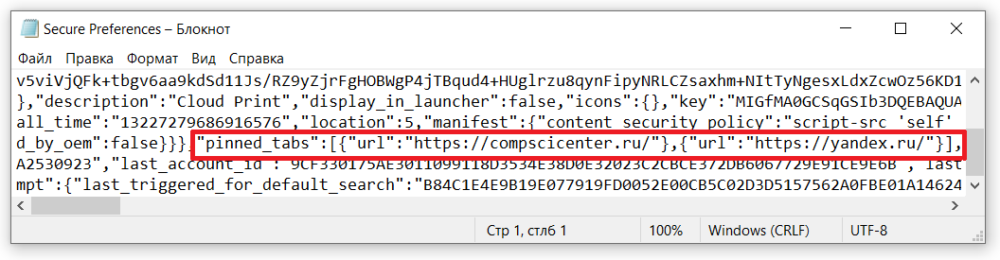 Secure Preferences – Блокнот
Файл Правка Формат Вид Справка
v5viVjQFk+tbgv6aa9kdSd11Js/RZ9yZjrFgHOBWgP4jTBqud4+HUglrzu8qynFipyNRLCZsaxhm+NItTyNgesxLdxZcwOz56KD1
},"description":"Cloud Print","display_in_launcher":false,"icons":{},"key":"MIGfMA0GCSqGSIb3DQEBAQUA
all_time":"13227279686916576","location":5,"manifest":{"content_security_policy":"script-src 'self'
d_by_oem":false}}},"pinned_tabs":[{"url":"https://compscicenter.ru/"},{"url":"https://yandex.ru/"}],
A2530923","last_account_id":"9CF330175AE3011099118D3534E38D0E32023C2CBCE372DB6067729E91CE9E6B","last
mpt":{"last_triggered_for_default_search":"B84C1E4E9B19E077919FD0052E00CB5C02D3D5157562A0FBE01A14624
Стр 1, стлб 1 100% Windows (CRLF) UTF-8